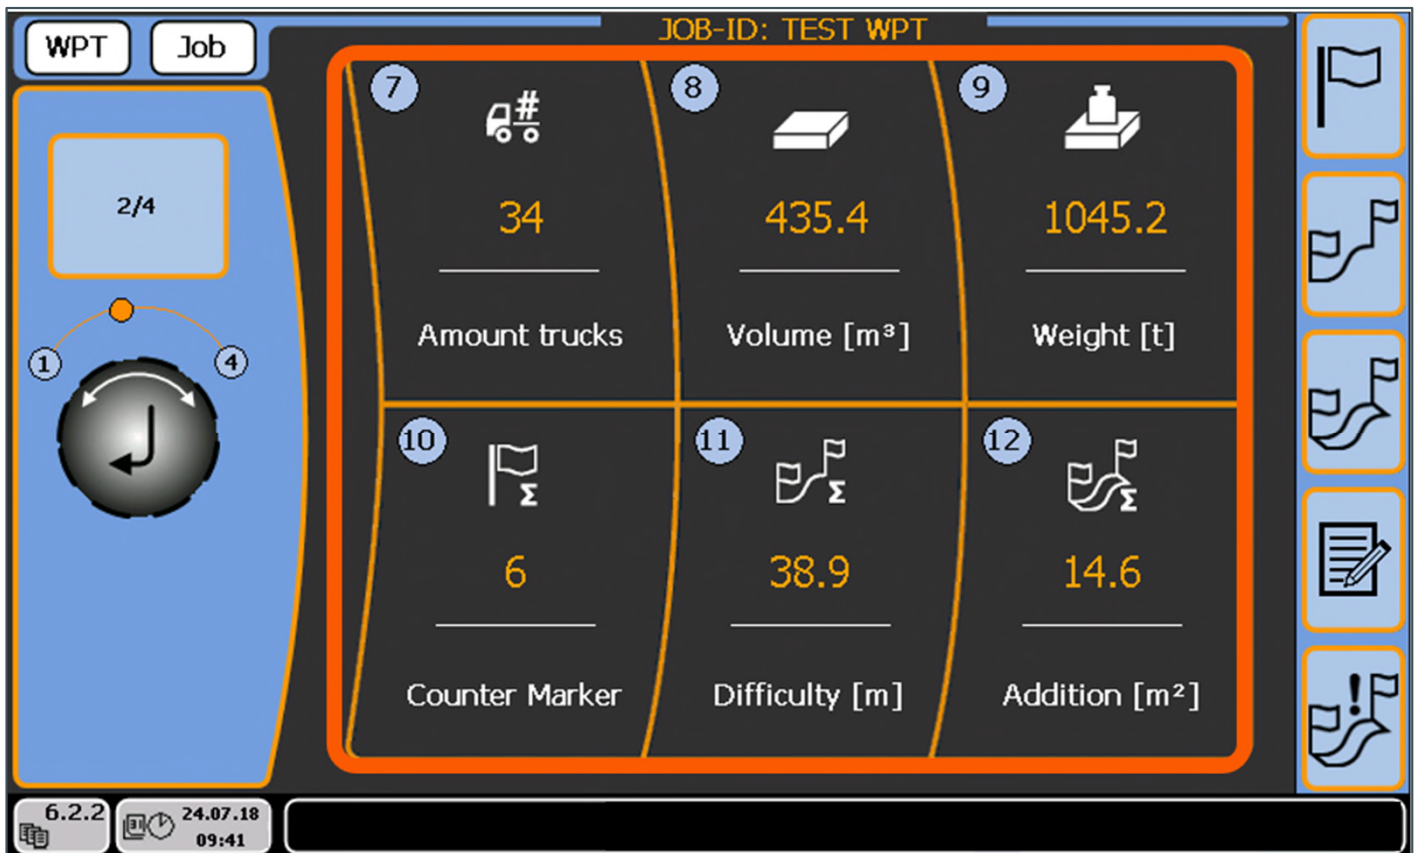 WPT
Job
JOB-ID: TEST WPT
2/4
1
4
7
#
34
Amount trucks
8
435.4
Volume [m³]
9
1045.2
Weight [t]
10
Σ
6
Counter Marker
11
Σ
38.9
Difficulty [m]
12
Σ
14.6
Addition [m²]
!
6.2.2
31
24.07.18
09:41